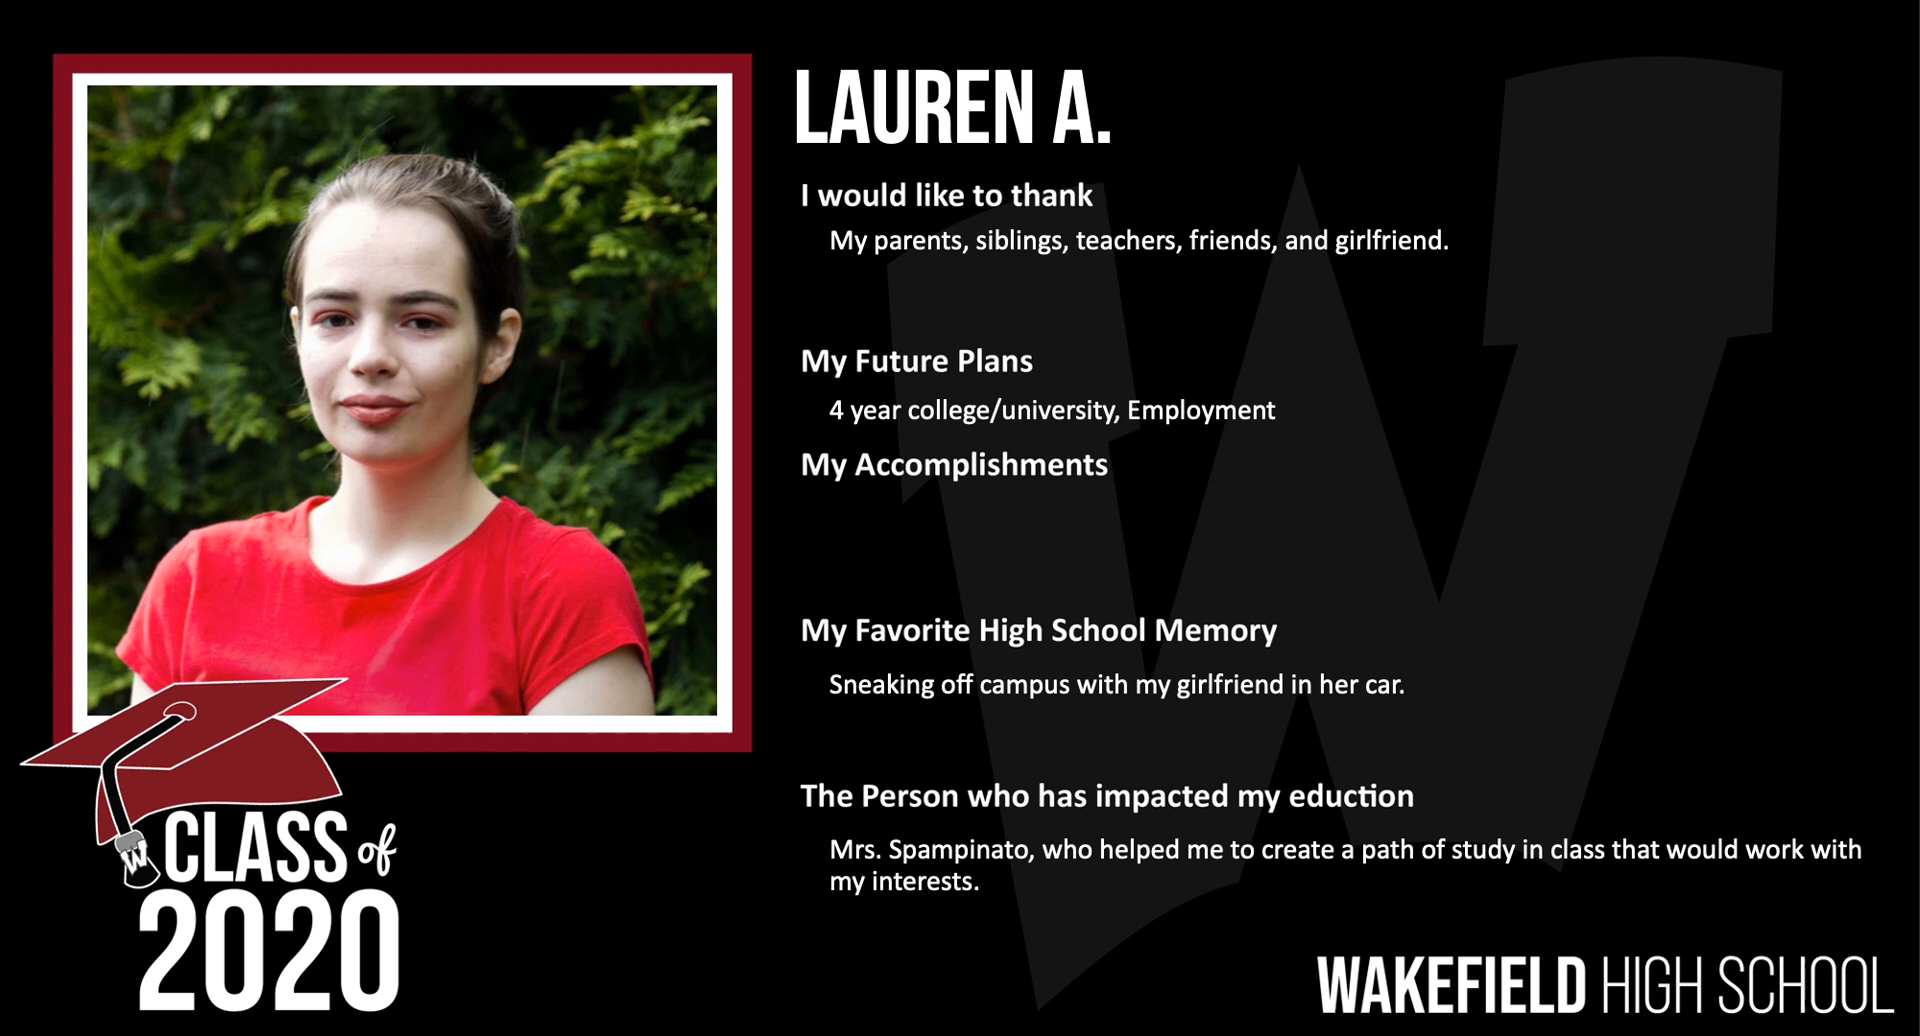 LAUREN A.
I would like to thank
My parents, siblings, teachers, friends, and girlfriend.
My Future Plans
4 year college/university, Employment
My Accomplishments
My Favorite High School Memory
Sneaking off campus with my girlfriend in her car.
The Person who has impacted my eduction
Mrs. Spampinato, who helped me to create a path of study in class that would work with
my interests.
W
CLASS of
2020
WAKEFIELD HIGH SCHOOL